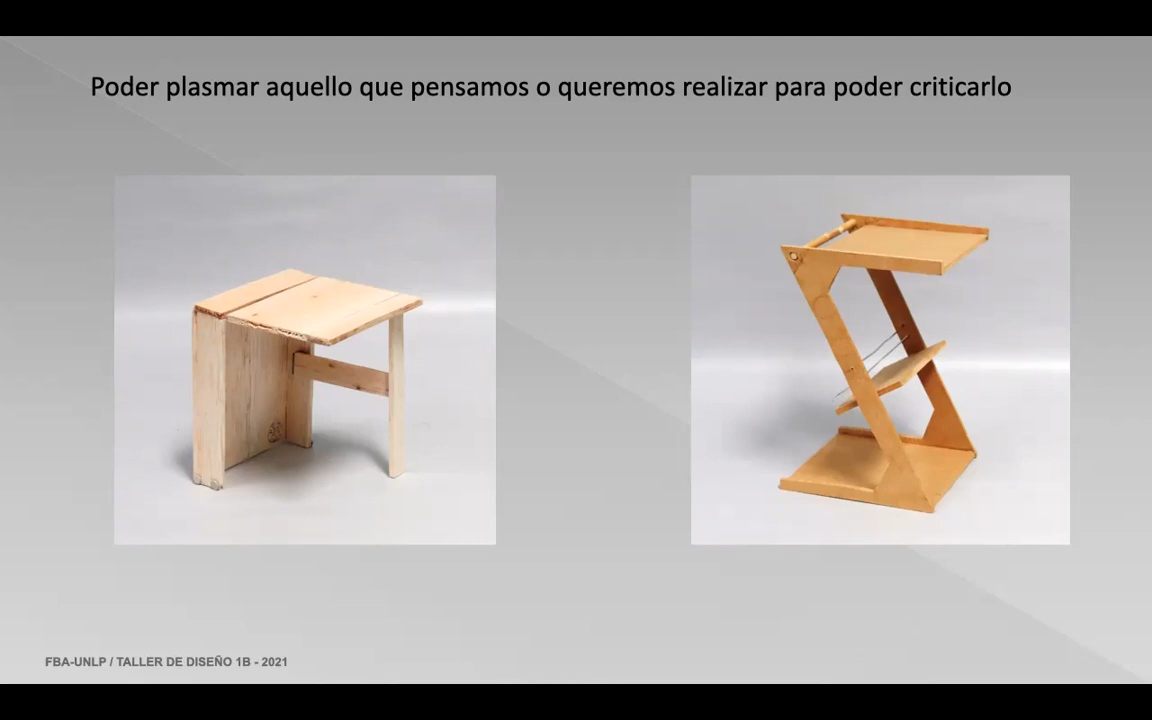 Poder plasmar aquello que pensamos o queremos realizar para poder criticarlo
FBA-UNLP / TALLER DE DISEÑO 1B - 2021